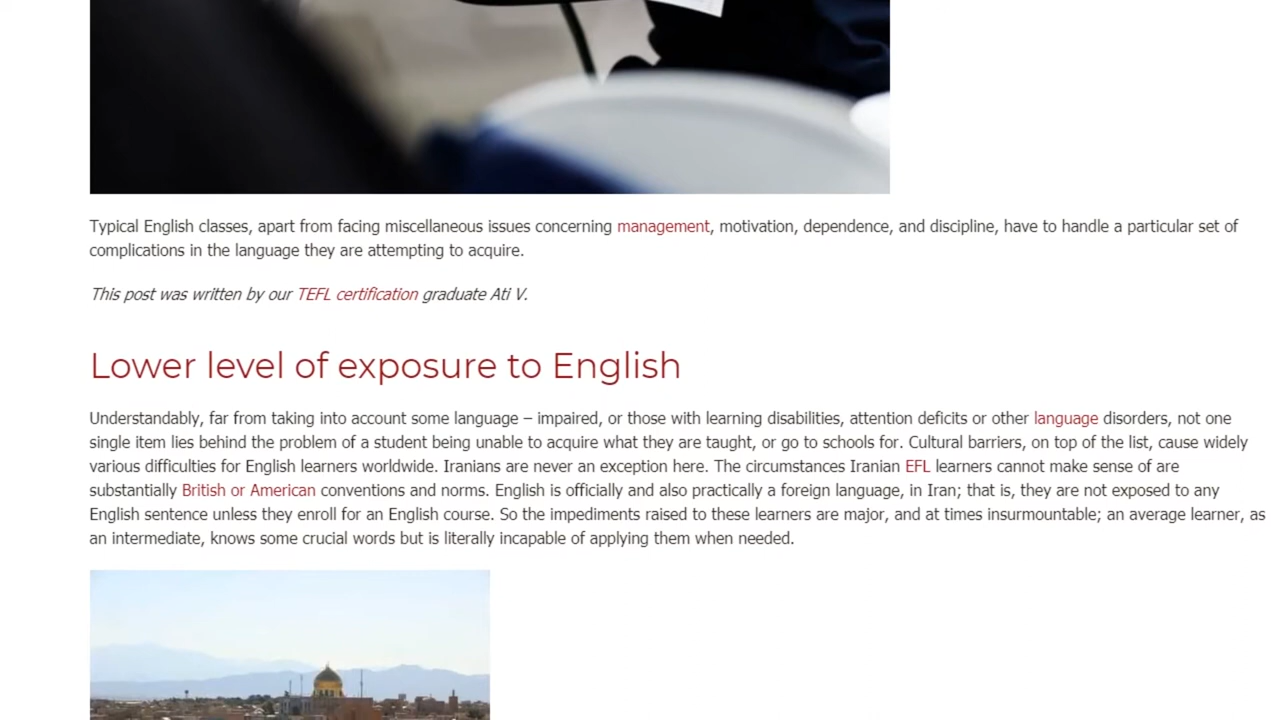 Typical English classes, apart from facing miscellaneous issues concerning management, motivation, dependence, and discipline, have to handle a particular set of
complications in the language they are attempting to acquire.
This post was written by our TEFL certification graduate Ati V.
Lower level of exposure to English
Understandably, far from taking into account some language – impaired, or those with learning disabilities, attention deficits or other language disorders, not one
single item lies behind the problem of a student being unable to acquire what they are taught, or go to schools for. Cultural barriers, on top of the list, cause widely
various difficulties for English learners worldwide. Iranians are never an exception here. The circumstances Iranian EFL learners cannot make sense of are
substantially British or American conventions and norms. English is officially and also practically a foreign language, in Iran; that is, they are not exposed to any
English sentence unless they enroll for an English course. So the impediments raised to these learners are major, and at times insurmountable; an average learner, as
an intermediate, knows some crucial words but is literally incapable of applying them when needed.